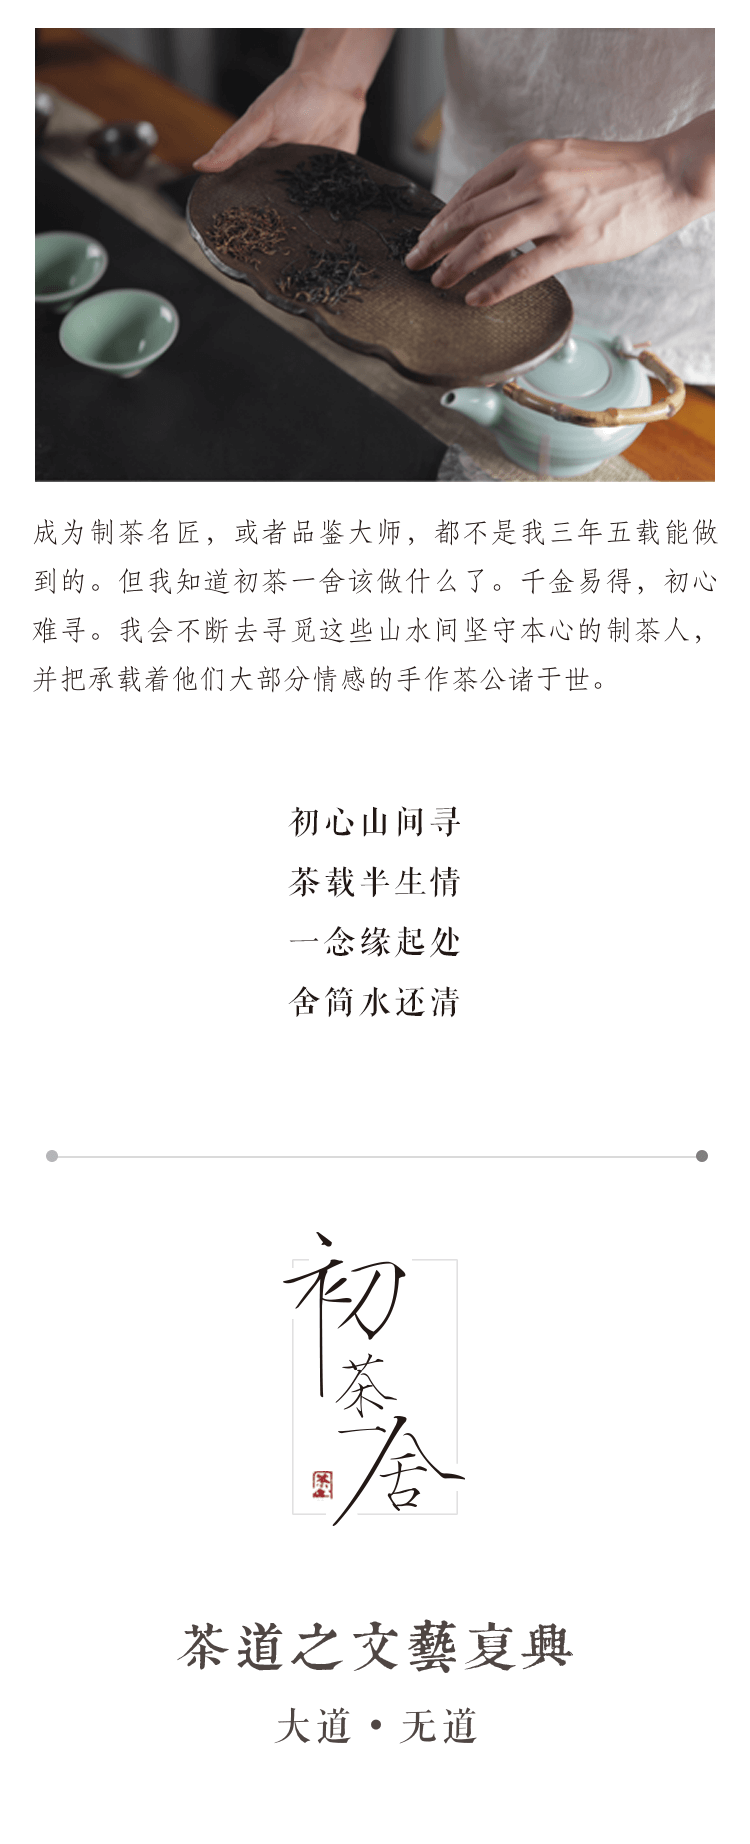 成为制茶名匠，或者品鉴大师，都不是我三年五载能做
到的。但我知道初茶一舍该做什么了。千金易得，初心
难寻。我会不断去寻觅这些山水间坚守本心的制茶人，
并把承载着他们大部分情感的手作茶公诸于世。
初心山间寻
茶载半生情
一念缘起处
舍简水还清
初
茶
一
舍
茶道之文藝复興
大道·无道